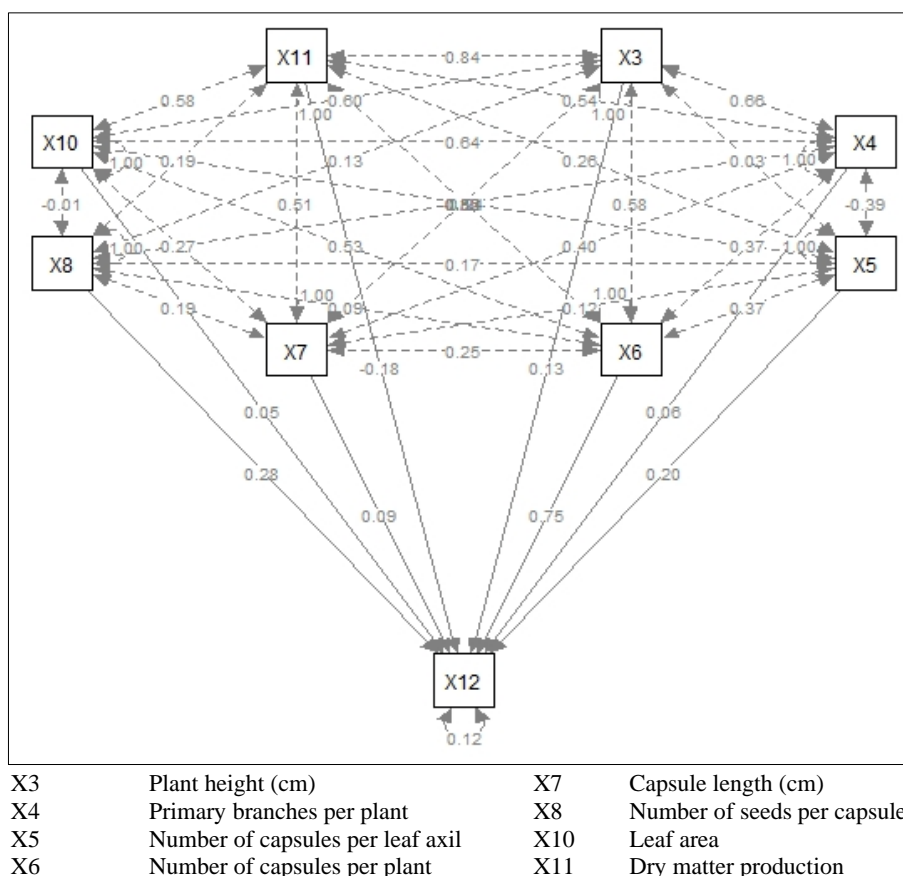 X11 0.84 X3
0.58 0.60 1.00 0.54 1.00 0.66
X10 0.64 X4
1.00 0.19 0.13 0.26 0.03 1.00
-0.01 0.51 0.58 -0.39
1.00 0.27 0.53 0.40 0.37 1.00
X8 0.17 X5
0.19 1.00 0.09 0.12 1.00 0.37
X7 0.25 X6
-0.18 0.13
0.05 0.06
0.28 0.20
0.09 0.75
X12
0.12
X3 Plant height (cm) X7 Capsule length (cm)
X4 Primary branches per plant X8 Number of seeds per capsule
X5 Number of capsules per leaf axil X10 Leaf area
X6 Number of capsules per plant X11 Dry matter production